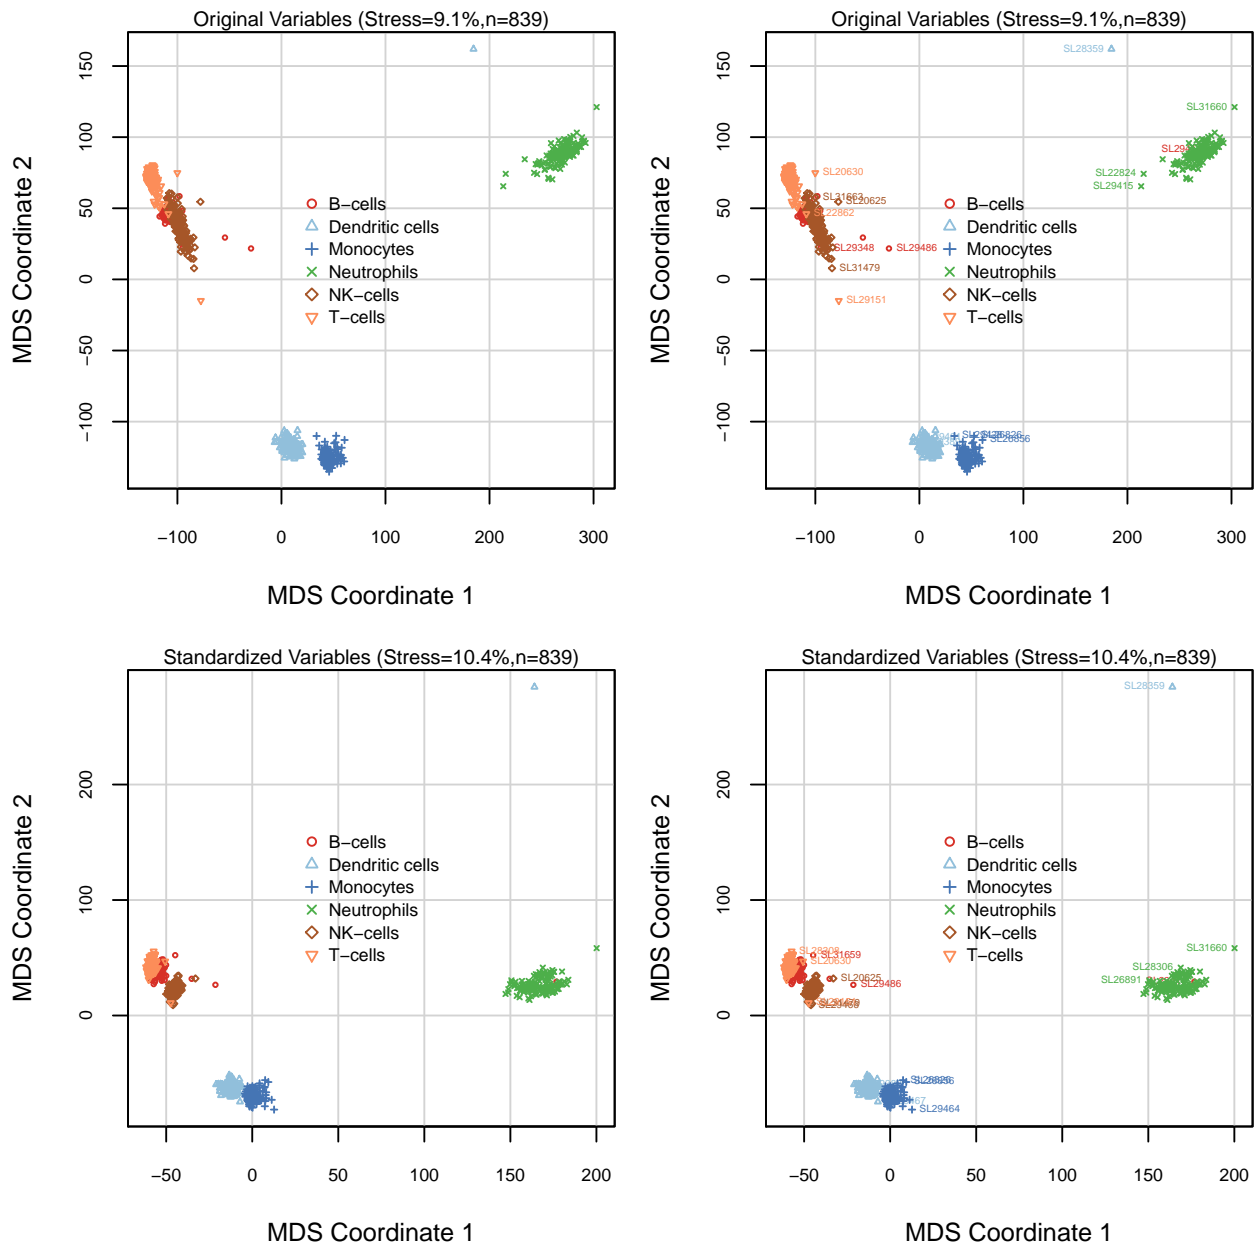 Original Variables (Stress=9.1%,n=839)
150
100
50
0
−50
−100
MDS Coordinate 2
B−cells
Dendritic cells
Monocytes
Neutrophils
NK−cells
T−cells
−100 0 100 200 300
MDS Coordinate 1
Original Variables (Stress=9.1%,n=839)
150
100
50
0
−50
−100
MDS Coordinate 2
SL28359
SL31660
SL22824
SL29415
SL20630
SL31663
SL20625
SL22862
SL29348
SL29486
SL31479
SL29151
SL26856
B−cells
Dendritic cells
Monocytes
Neutrophils
NK−cells
T−cells
−100 0 100 200 300
MDS Coordinate 1
Standardized Variables (Stress=10.4%,n=839)
200
100
0
MDS Coordinate 2
B−cells
Dendritic cells
Monocytes
Neutrophils
NK−cells
T−cells
−50 0 50 100 150 200
MDS Coordinate 1
Standardized Variables (Stress=10.4%,n=839)
200
100
0
MDS Coordinate 2
SL28359
SL31660
SL28306
SL26891
SL31659
SL20630
SL20625
SL29486
SL29464
B−cells
Dendritic cells
Monocytes
Neutrophils
NK−cells
T−cells
−50 0 50 100 150 200
MDS Coordinate 1